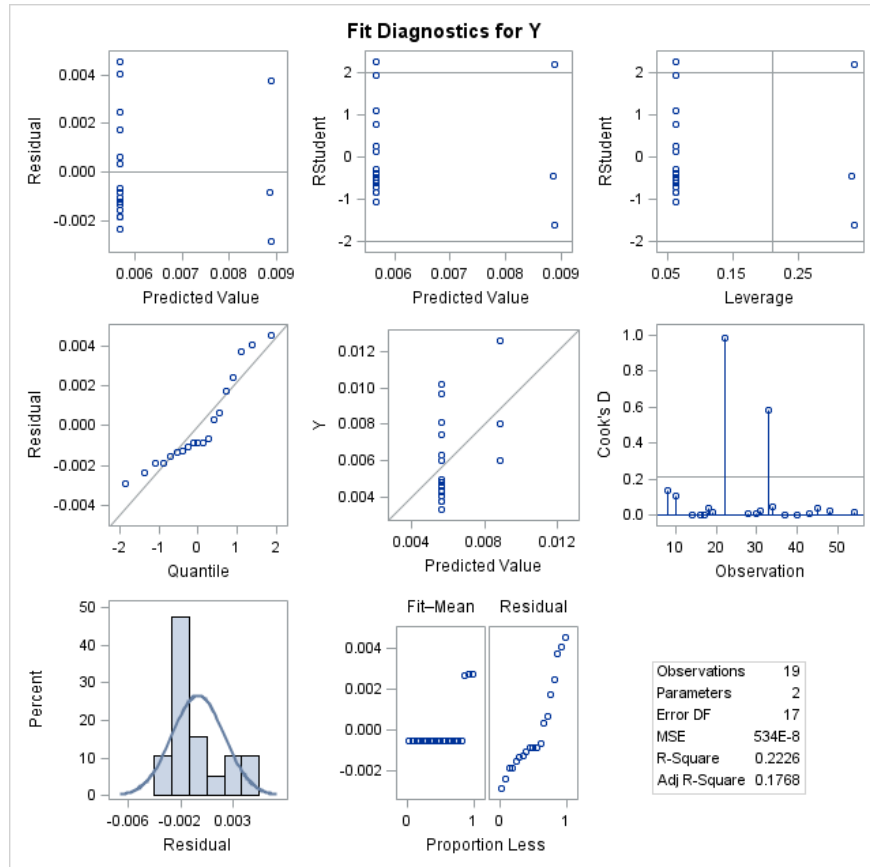 Fit Diagnostics for Y
0.004
0.002
0.000
-0.002
Residual
0.006 0.007 0.008 0.009
Predicted Value
2
1
0
-1
-2
RStudent
0.006 0.007 0.008 0.009
Predicted Value
2
1
0
-1
-2
RStudent
0.05 0.15 0.25
Leverage
0.004
0.002
0.000
-0.002
-0.004
Residual
-2 -1 0 1 2
Quantile
0.012
0.010
0.008
0.006
0.004
Y
0.004 0.008 0.012
Predicted Value
1.0
0.8
0.6
0.4
0.2
0.0
Cook's D
10 20 30 40 50
Observation
50
40
30
20
10
0
Percent
-0.006 -0.002 0.003
Residual
Fit–Mean Residual
0.004
0.002
0.000
-0.002
0 1 0 1
Proportion Less
Observations 19
Parameters 2
Error DF 17
MSE 534E-8
R-Square 0.2226
Adj R-Square 0.1768